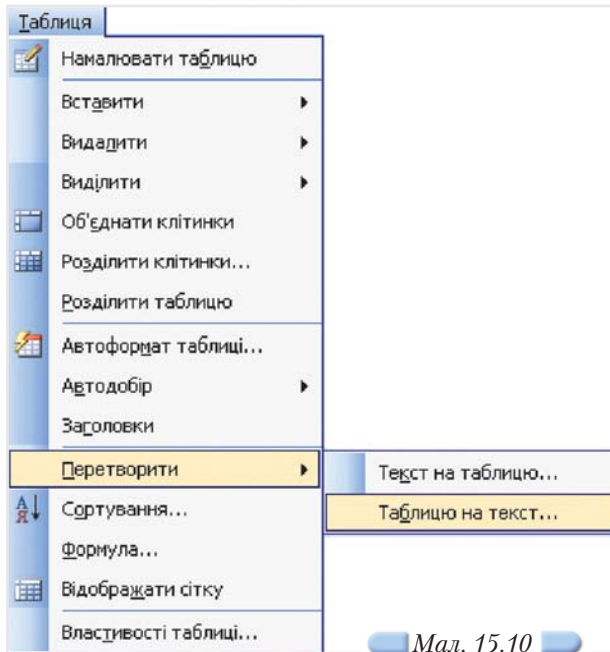 Таблиця
Намалювати таблицю
Вставити
Видалити
Виділити
Об'єднати клітинки
Розділити клітинки...
Розділити таблицю
Автоформат таблиці...
Автодобір
Заголовки
Перетворити
Текст на таблицю...
Таблицю на текст...
Сортування...
Формула...
Відображати сітку
Властивості таблиці...
Мал. 15.10